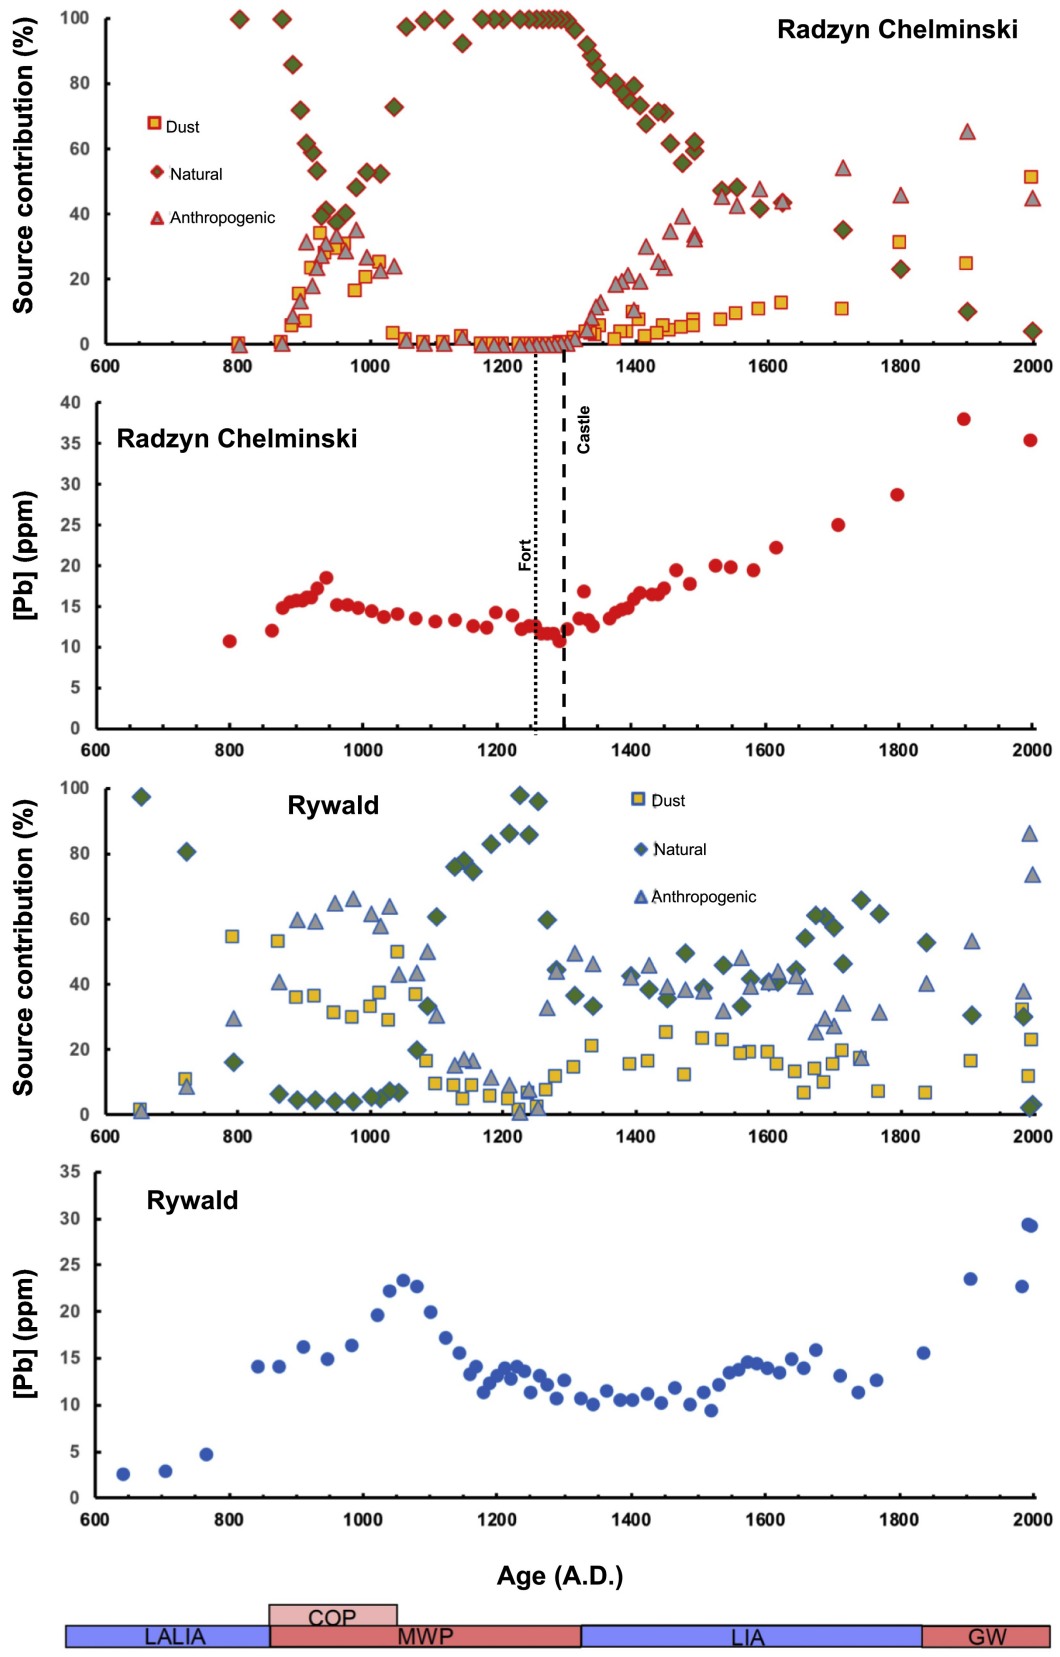 Radzyn Chelminski
Source contribution (%)
100
80
60
40
20
0
Dust
Natural
Anthropogenic
600 800 1000 1200 1400 1600 1800 2000
Radzyn Chelminski
[Pb] (ppm)
40
35
30
25
20
15
10
5
0
Fort
Castle
600 800 1000 1200 1400 1600 1800 2000
Rywald
Source contribution (%)
100
80
60
40
20
0
Dust
Natural
Anthropogenic
600 800 1000 1200 1400 1600 1800 2000
Rywald
[Pb] (ppm)
35
30
25
20
15
10
5
0
600 800 1000 1200 1400 1600 1800 2000
Age (A.D.)
COP
LALIA MWP LIA GW